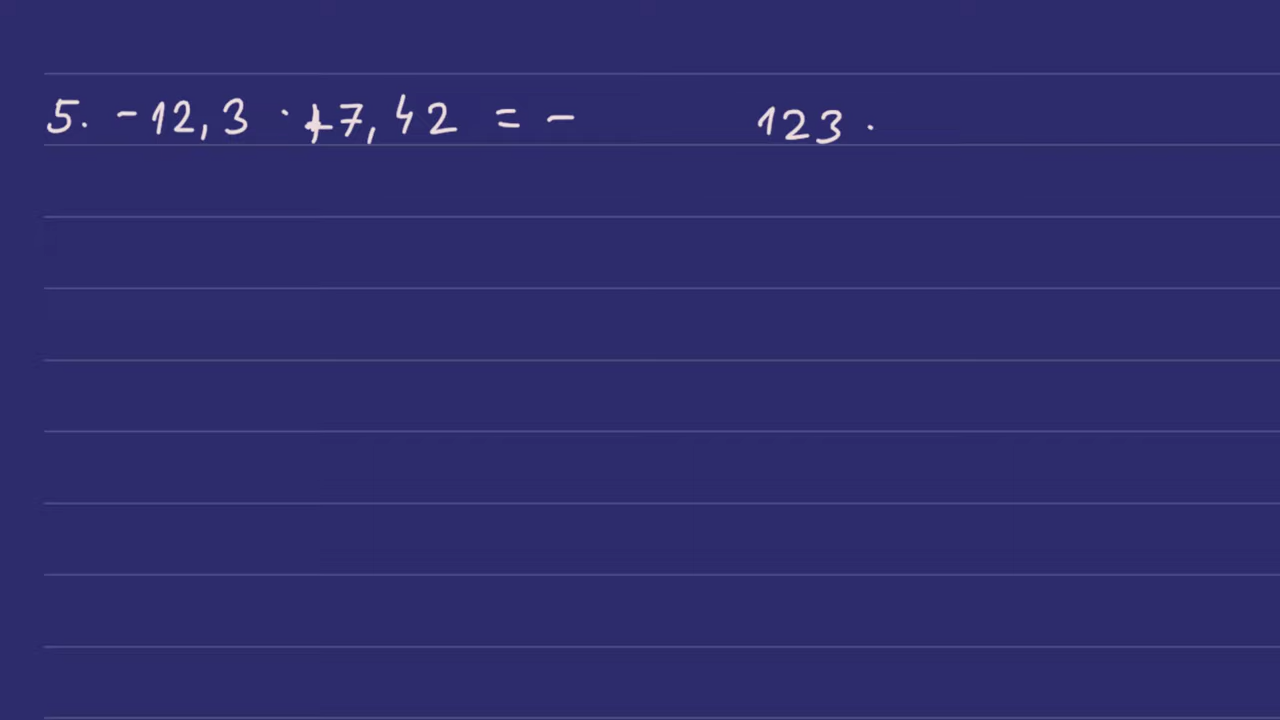 5. -12,3 · +7,42 = - 123 ·